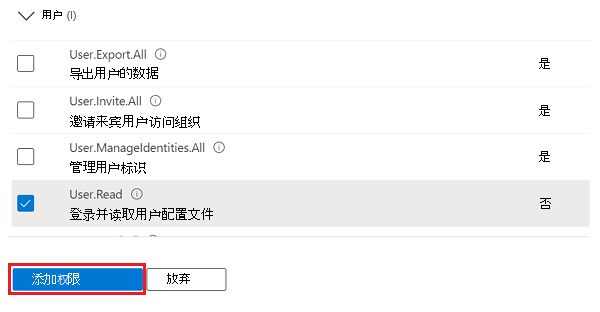 用户 (I)
User.Export.All
导出用户的数据
是
User.Invite.All
邀请来宾用户访问组织
是
User.ManageIdentities.All
管理用户标识
是
User.Read
登录并读取用户配置文件
否
添加权限
放弃